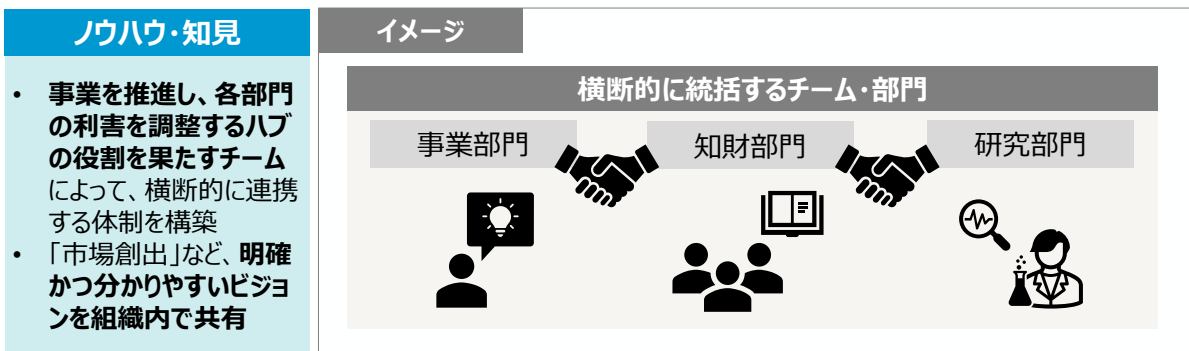 ノウハウ・知見
• 事業を推進し、各部門
の利害を調整するハブ
の役割を果たすチーム
によって、横断的に連携
する体制を構築
• 「市場創出」など、明確
かつ分かりやすいビジョ
ンを組織内で共有
イメージ
横断的に統括するチーム・部門
事業部門
知財部門
研究部門